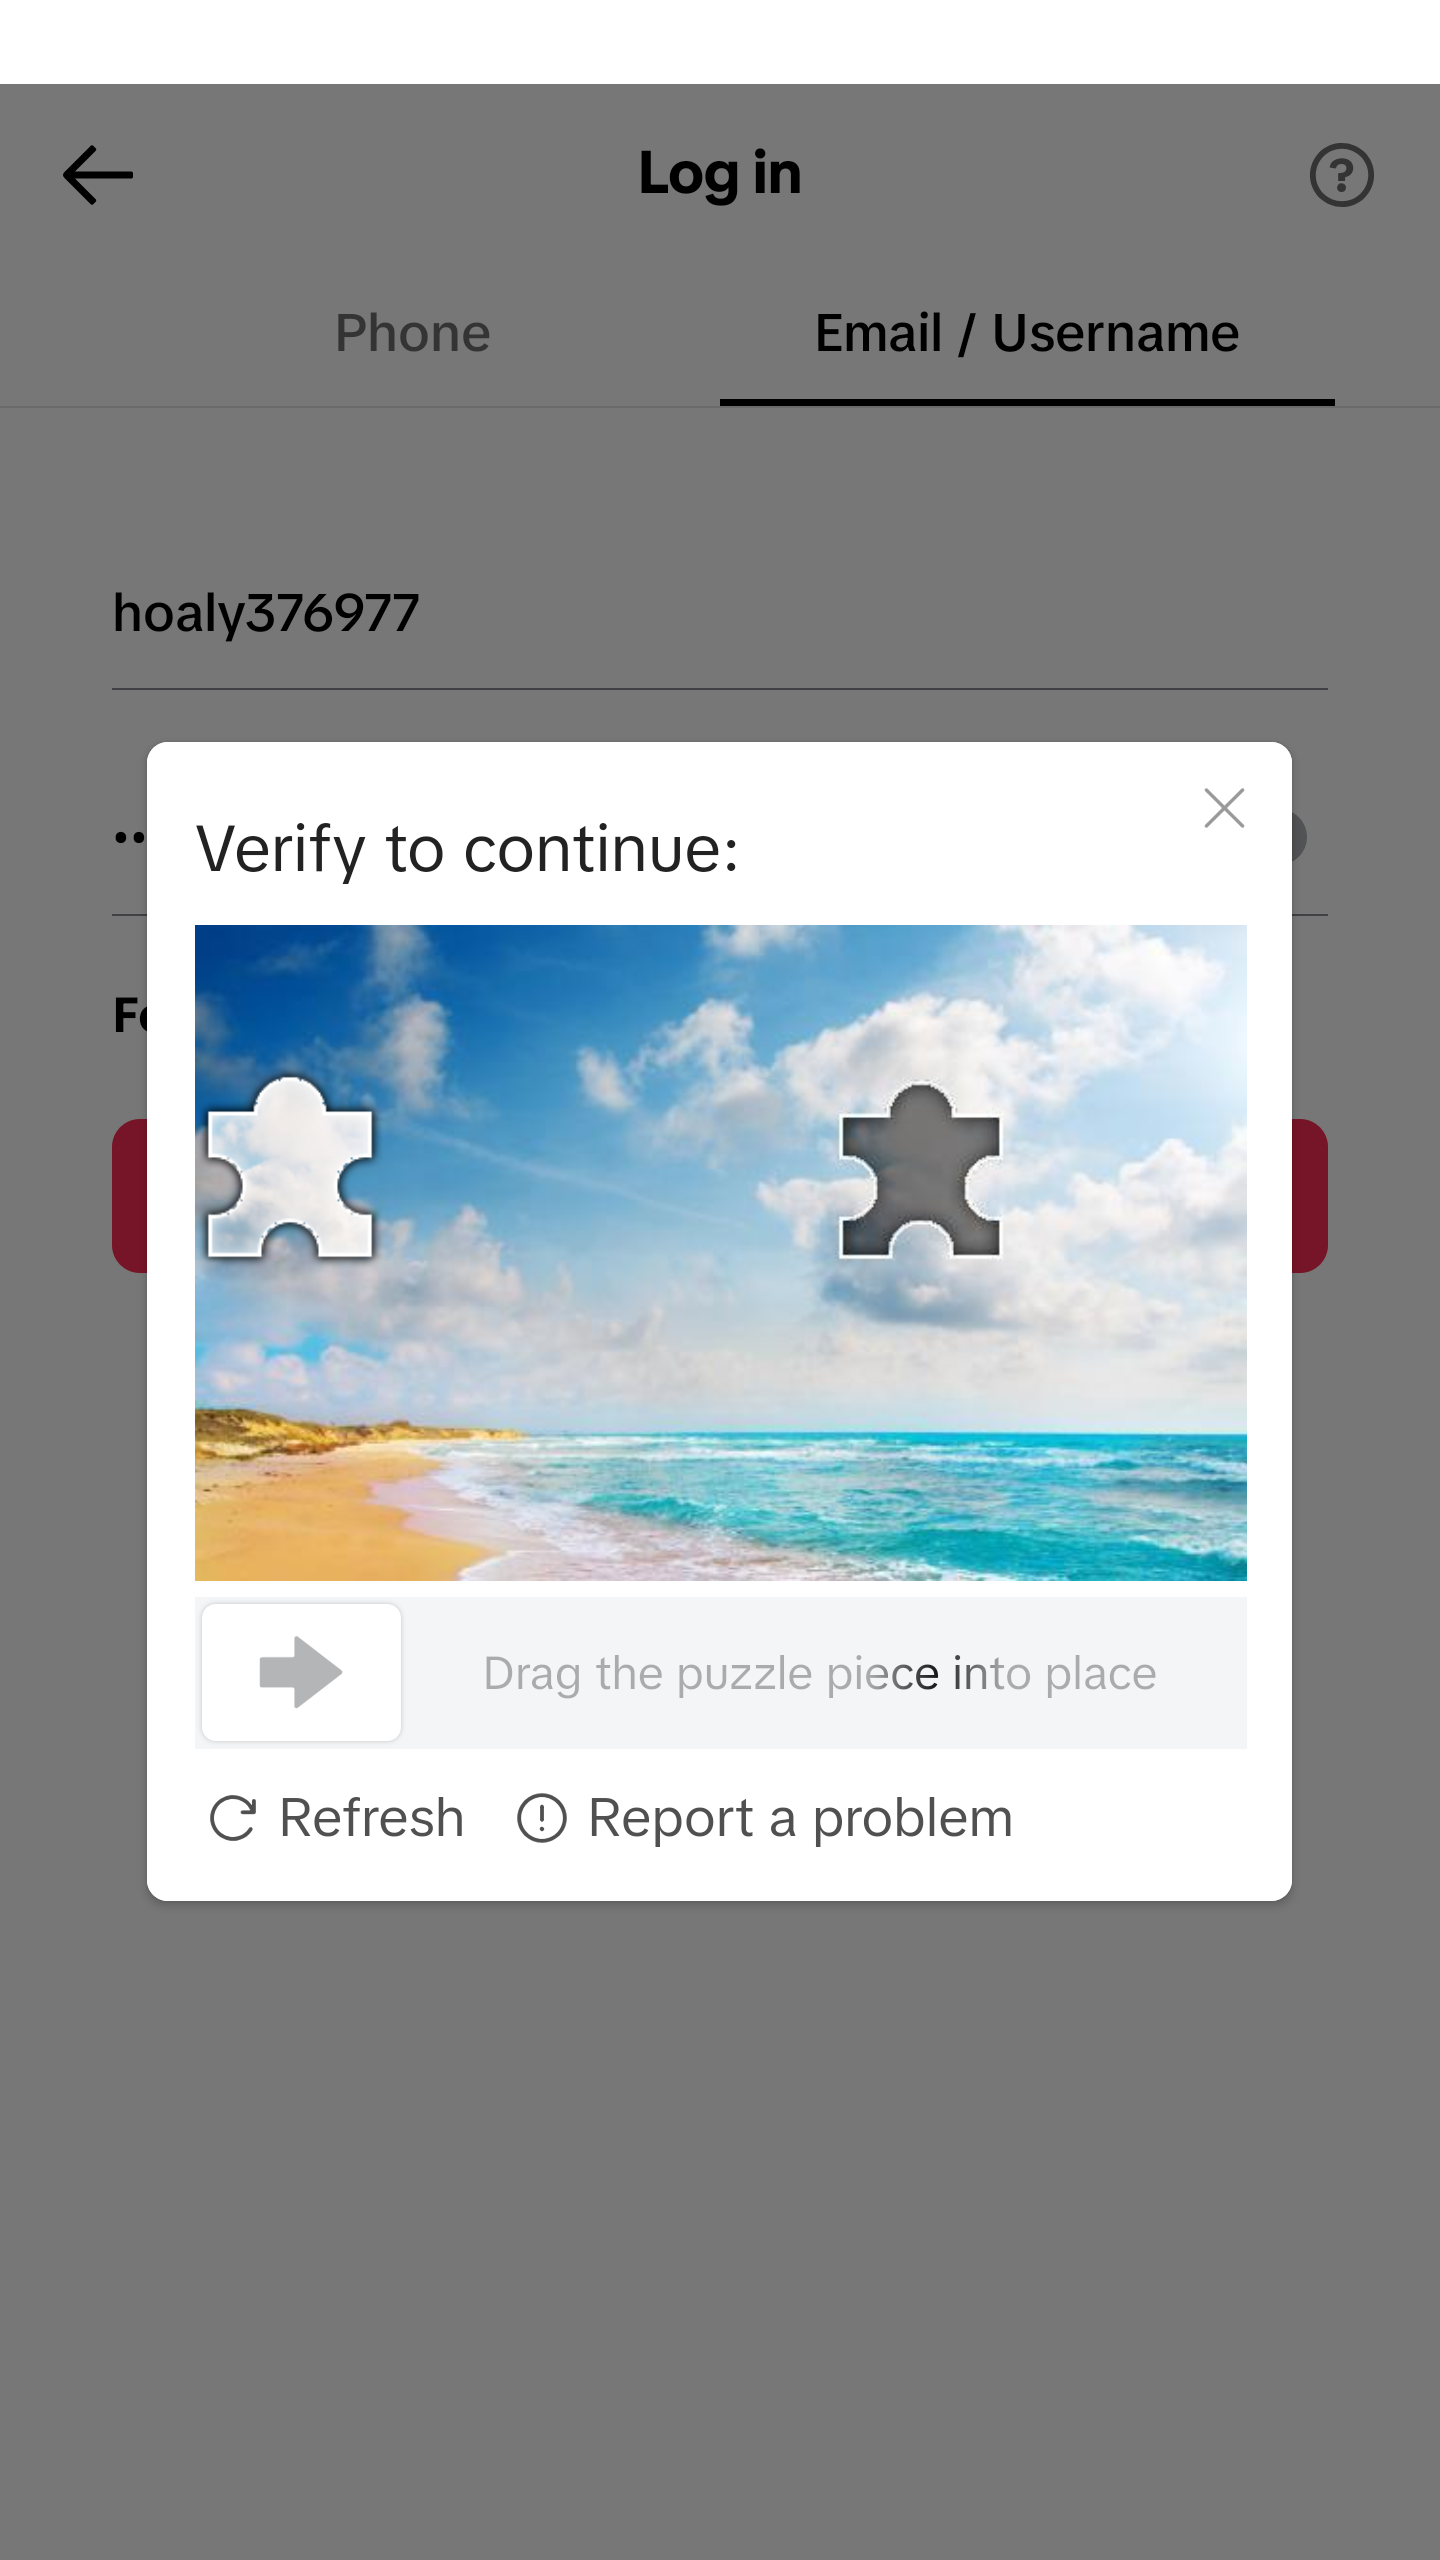 Log in
Phone
Email / Username
hoaly376977
Verify to continue:
Drag the puzzle piece into place
Refresh
Report a problem